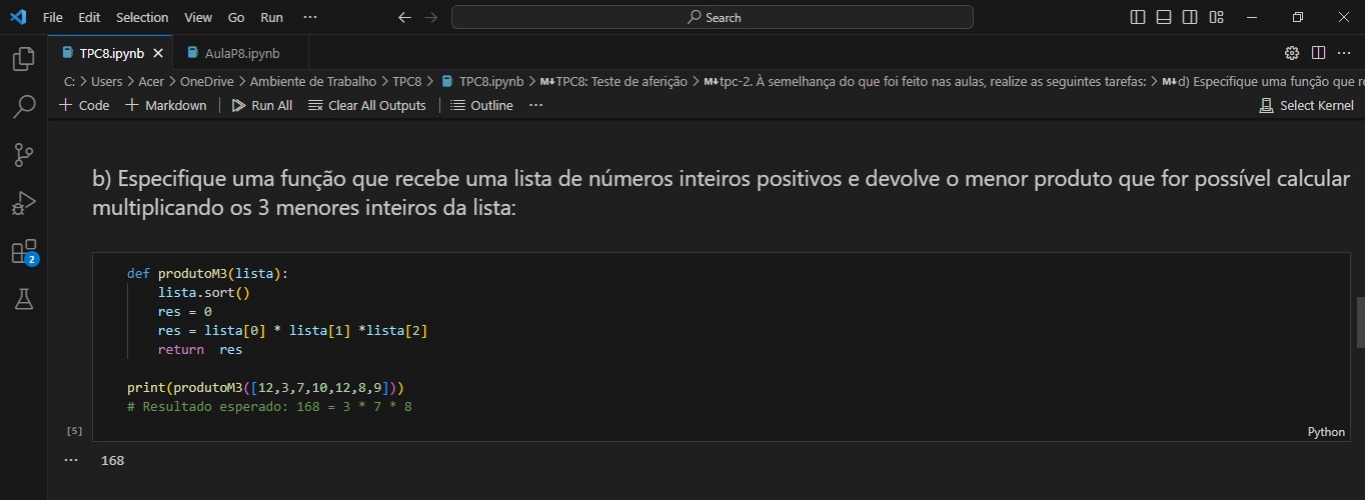 File Edit Selection View Go Run ··· ← → Search
TPC8.ipynb × AulaP8.ipynb
C: > Users > Acer > OneDrive > Ambiente de Trabalho > TPC8 > TPC8.ipynb > M↓TPC8: Teste de aferição > M↓tpc-2. À semelhança do que foi feito nas aulas, realize as seguintes tarefas: > M↓d) Especifique uma função que re
+ Code + Markdown | Run All Clear All Outputs | Outline ··· Select Kernel
b) Especifique uma função que recebe uma lista de números inteiros positivos e devolve o menor produto que for possível calcular
multiplicando os 3 menores inteiros da lista:
2
def produtoM3(lista):
    lista.sort()
    res = 0
    res = lista[0] * lista[1] *lista[2]
    return  res
print(produtoM3([12,3,7,10,12,8,9]))
# Resultado esperado: 168 = 3 * 7 * 8
[5] Python
··· 168